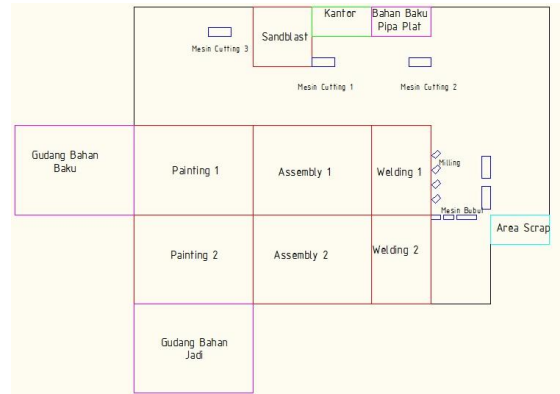 Kantor
Bahan Baku
Pipa Plat
Sandblast
Mesin Cutting 3
Mesin Cutting 1
Mesin Cutting 2
Gudang Bahan
Baku
Painting 1
Assembly 1
Welding 1
Milling
Mesin Bubut
Area Scrap
Painting 2
Assembly 2
Welding 2
Gudang Bahan
Jadi